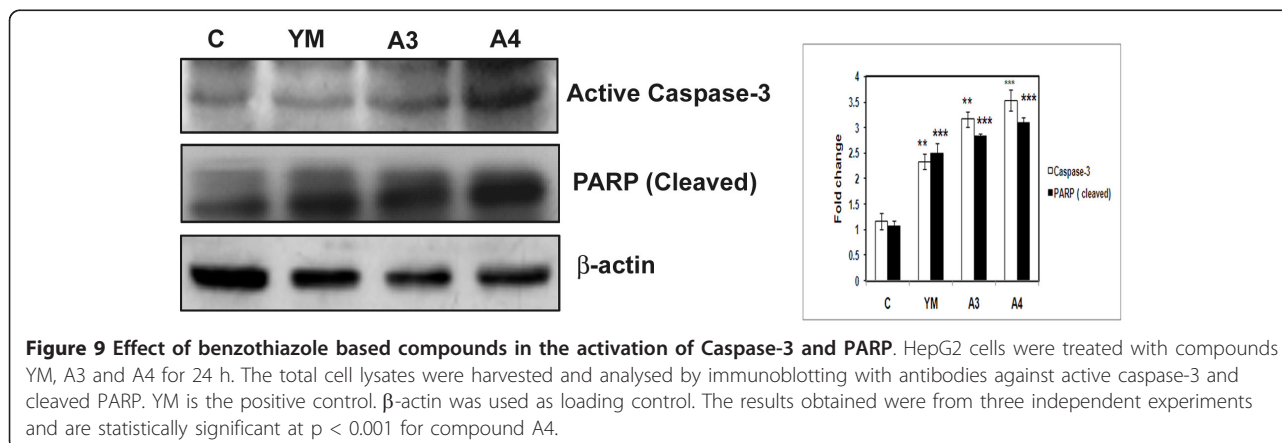 C YM A3 A4
Active Caspase-3
PARP (Cleaved)
β-actin
Fold change
4
3.5
3
2.5
2
1.5
1
0.5
0
** ***
** ***
*** ***
Caspase-3
PARP ( cleaved)
C YM A3 A4
Figure 9 Effect of benzothiazole based compounds in the activation of Caspase-3 and PARP. HepG2 cells were treated with compounds
YM, A3 and A4 for 24 h. The total cell lysates were harvested and analysed by immunoblotting with antibodies against active caspase-3 and
cleaved PARP. YM is the positive control. β-actin was used as loading control. The results obtained were from three independent experiments
and are statistically significant at p < 0.001 for compound A4.